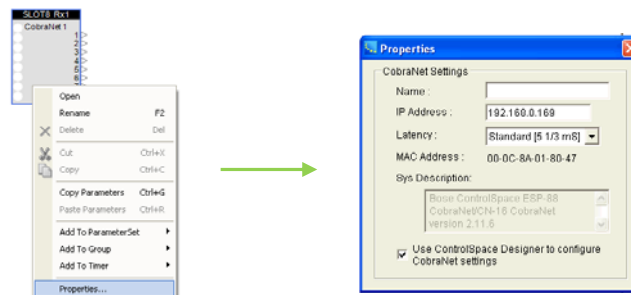 SLOT8 Rx1
CobraNet 1
1
2
3
4
5
6
Open
Rename F2
Delete Del
Cut Ctrl+X
Copy Ctrl+C
Copy Parameters Ctrl+G
Paste Parameters Ctrl+R
Add To ParameterSet
Add To Group
Add To Timer
Properties...
Properties
CobraNet Settings
Name :
IP Address : 192.168.0.169
Latency : Standard [5 1/3 mS]
MAC Address : 00-0C-8A-01-80-47
Sys Description:
Bose ControlSpace ESP-88
CobraNet/CN-16 CobraNet
version 2.11.6
Use ControlSpace Designer to configure
CobraNet settings